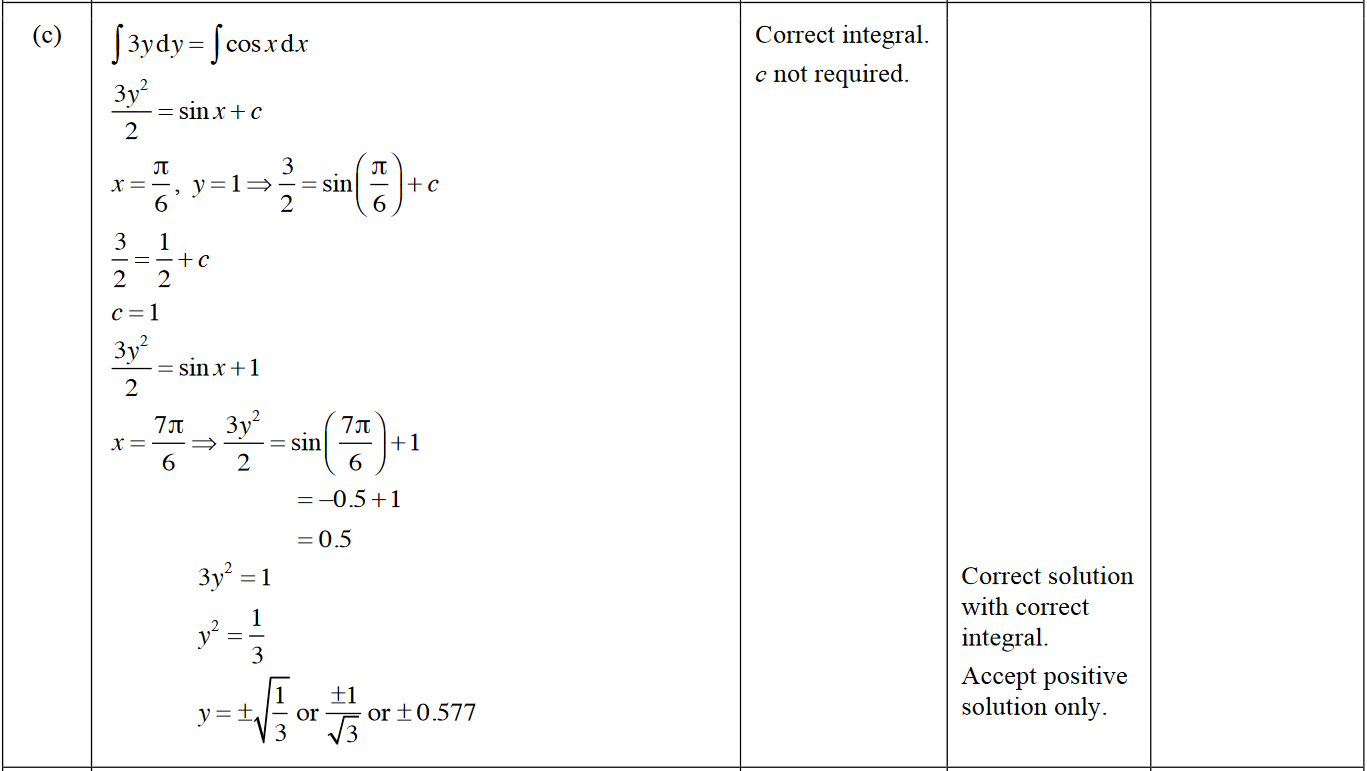 (c)
∫ 3y dy = ∫ cos x dx
3y²/2 = sin x + c
x = π/6, y = 1 ⇒ 3/2 = sin(π/6) + c
3/2 = 1/2 + c
c = 1
3y²/2 = sin x + 1
x = 7π/6 ⇒ 3y²/2 = sin(7π/6) + 1
= –0.5 + 1
= 0.5
3y² = 1
y² = 1/3
y = ±√(1/3) or ±1/√3 or ±0.577
Correct integral.
c not required.
Correct solution
with correct
integral.
Accept positive
solution only.